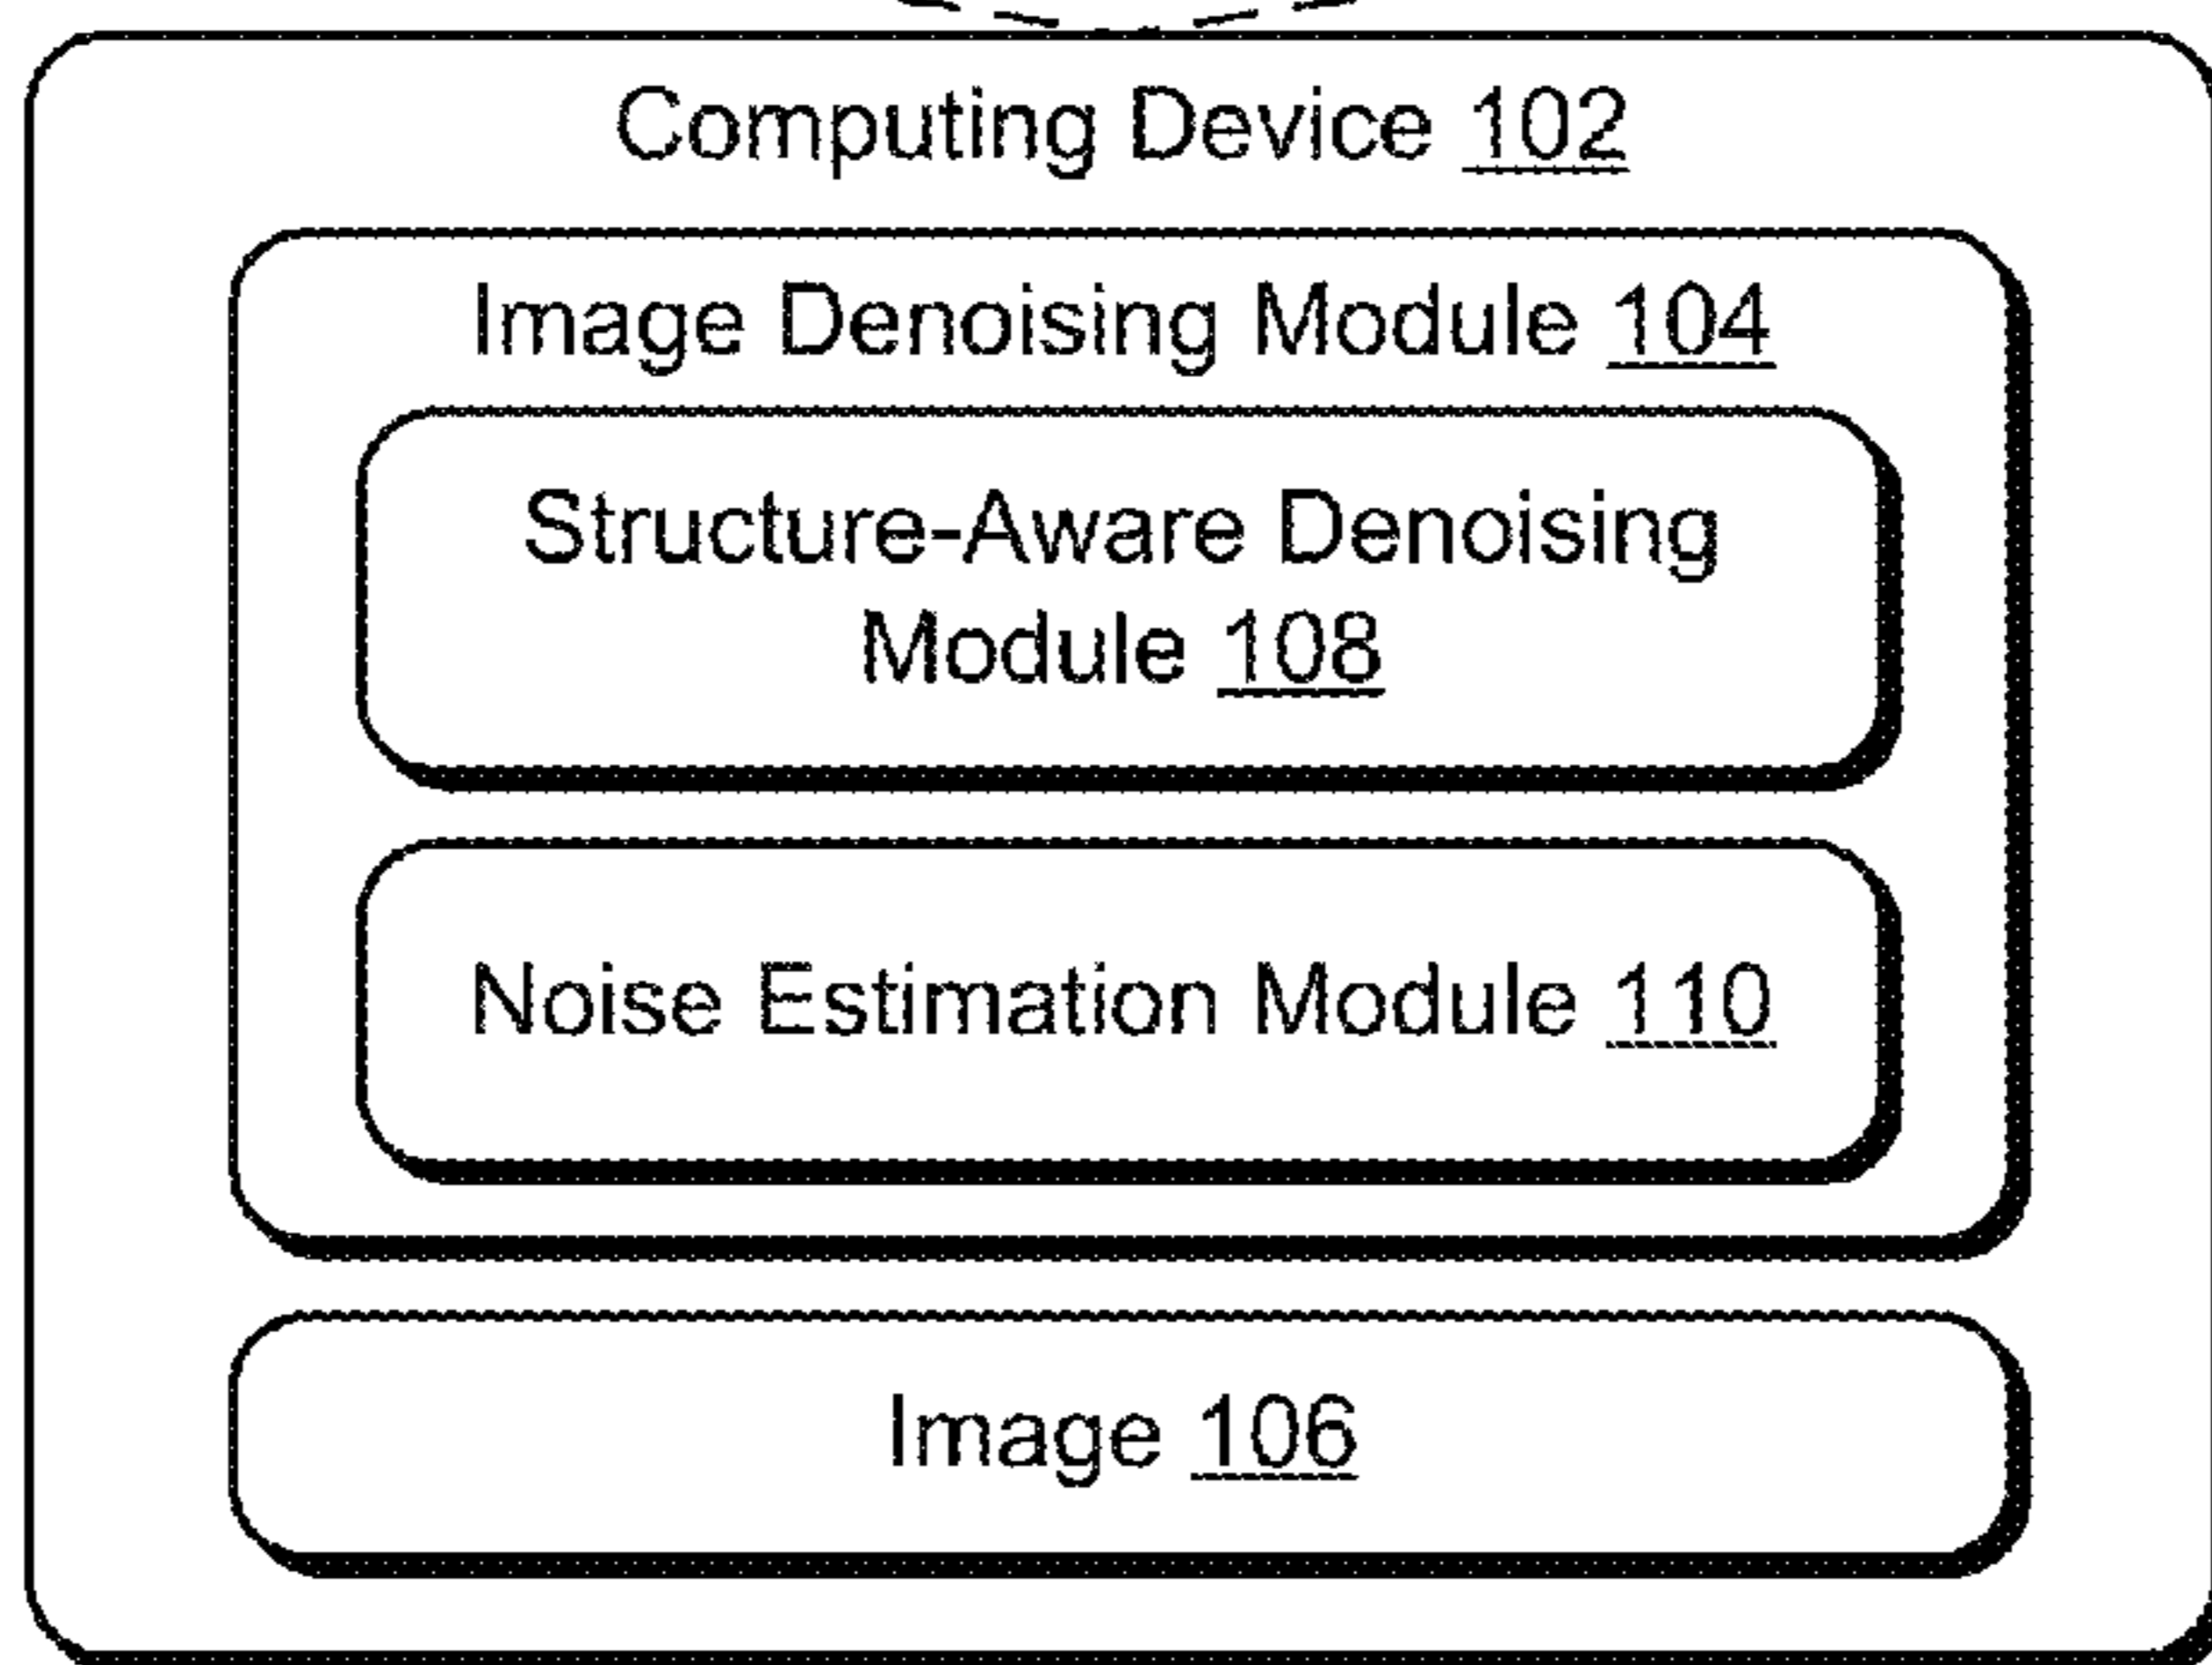 Computing Device 102
Image Denoising Module 104
Structure-Aware Denoising
Module 108
Noise Estimation Module 110
Image 106